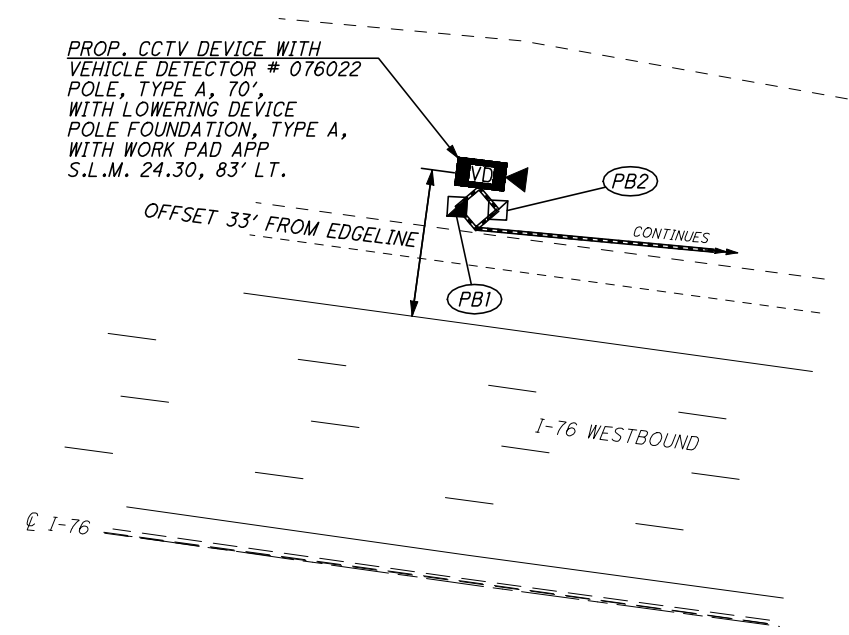 PROP. CCTV DEVICE WITH
VEHICLE DETECTOR # 076022
POLE, TYPE A, 70',
WITH LOWERING DEVICE
POLE FOUNDATION, TYPE A,
WITH WORK PAD APP
S.L.M. 24.30, 83' LT.
VD
PB2
OFFSET 33' FROM EDGELINE
CONTINUES
PB1
I-76 WESTBOUND
℄ I-76